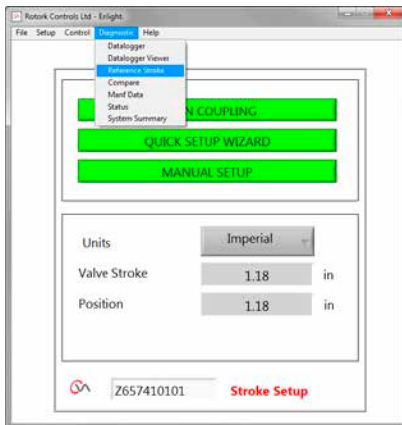 Rotork Controls Ltd - Enlight.
File Setup Control Diagnostic Help
Datalogger
Datalogger Viewer
Reference Stroke
Compare
Manf Data
Status
System Summary
N COUPLING
QUICK SETUP WIZARD
MANUAL SETUP
Units Imperial
Valve Stroke 1.18 in
Position 1.18 in
Z657410101 Stroke Setup